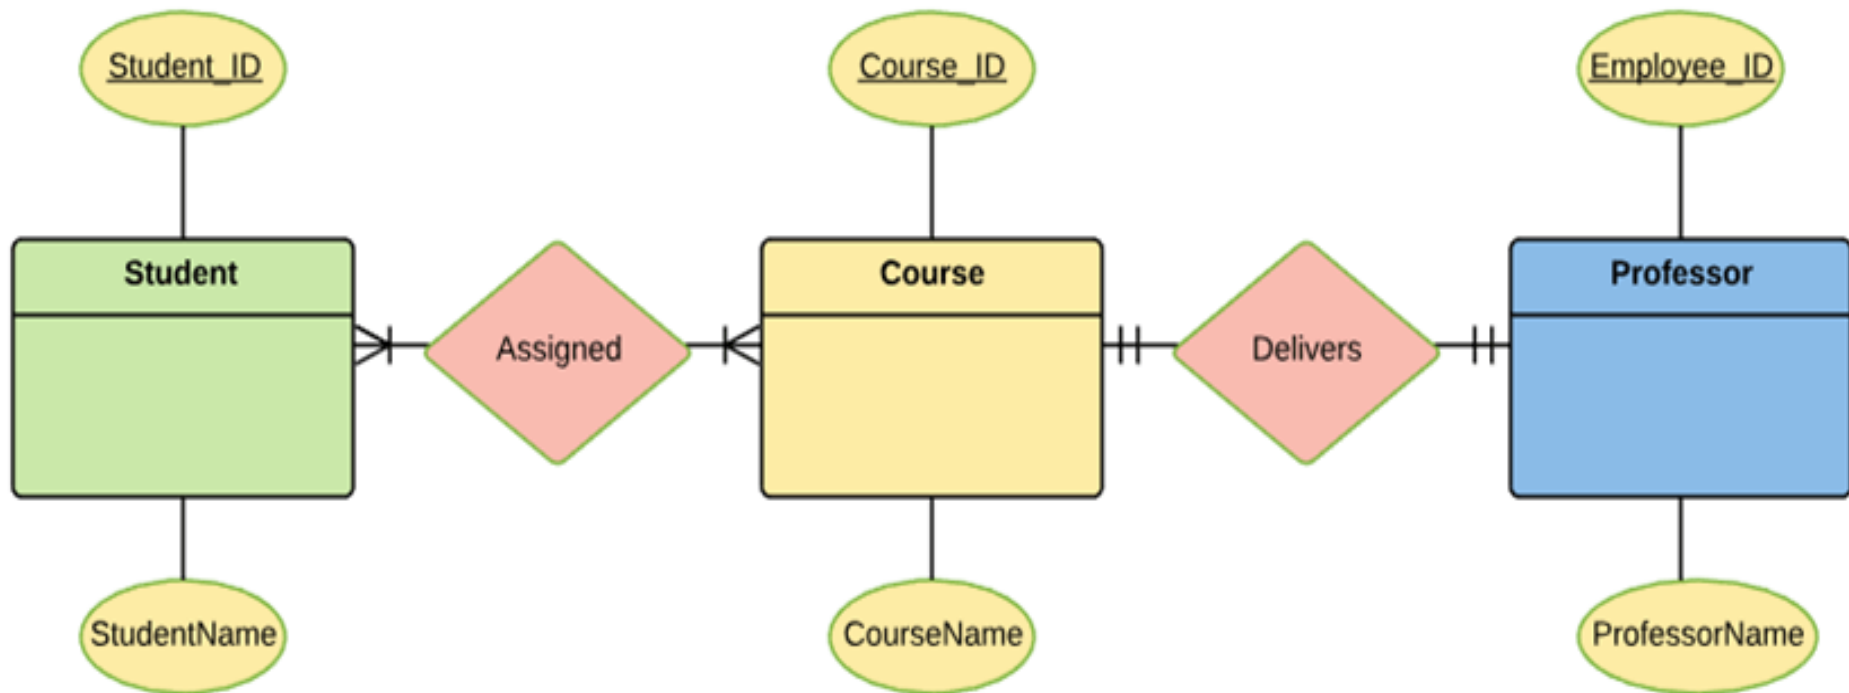 Student_ID
Course_ID
Employee_ID
Student
Course
Professor
Assigned
Delivers
StudentName
CourseName
ProfessorName